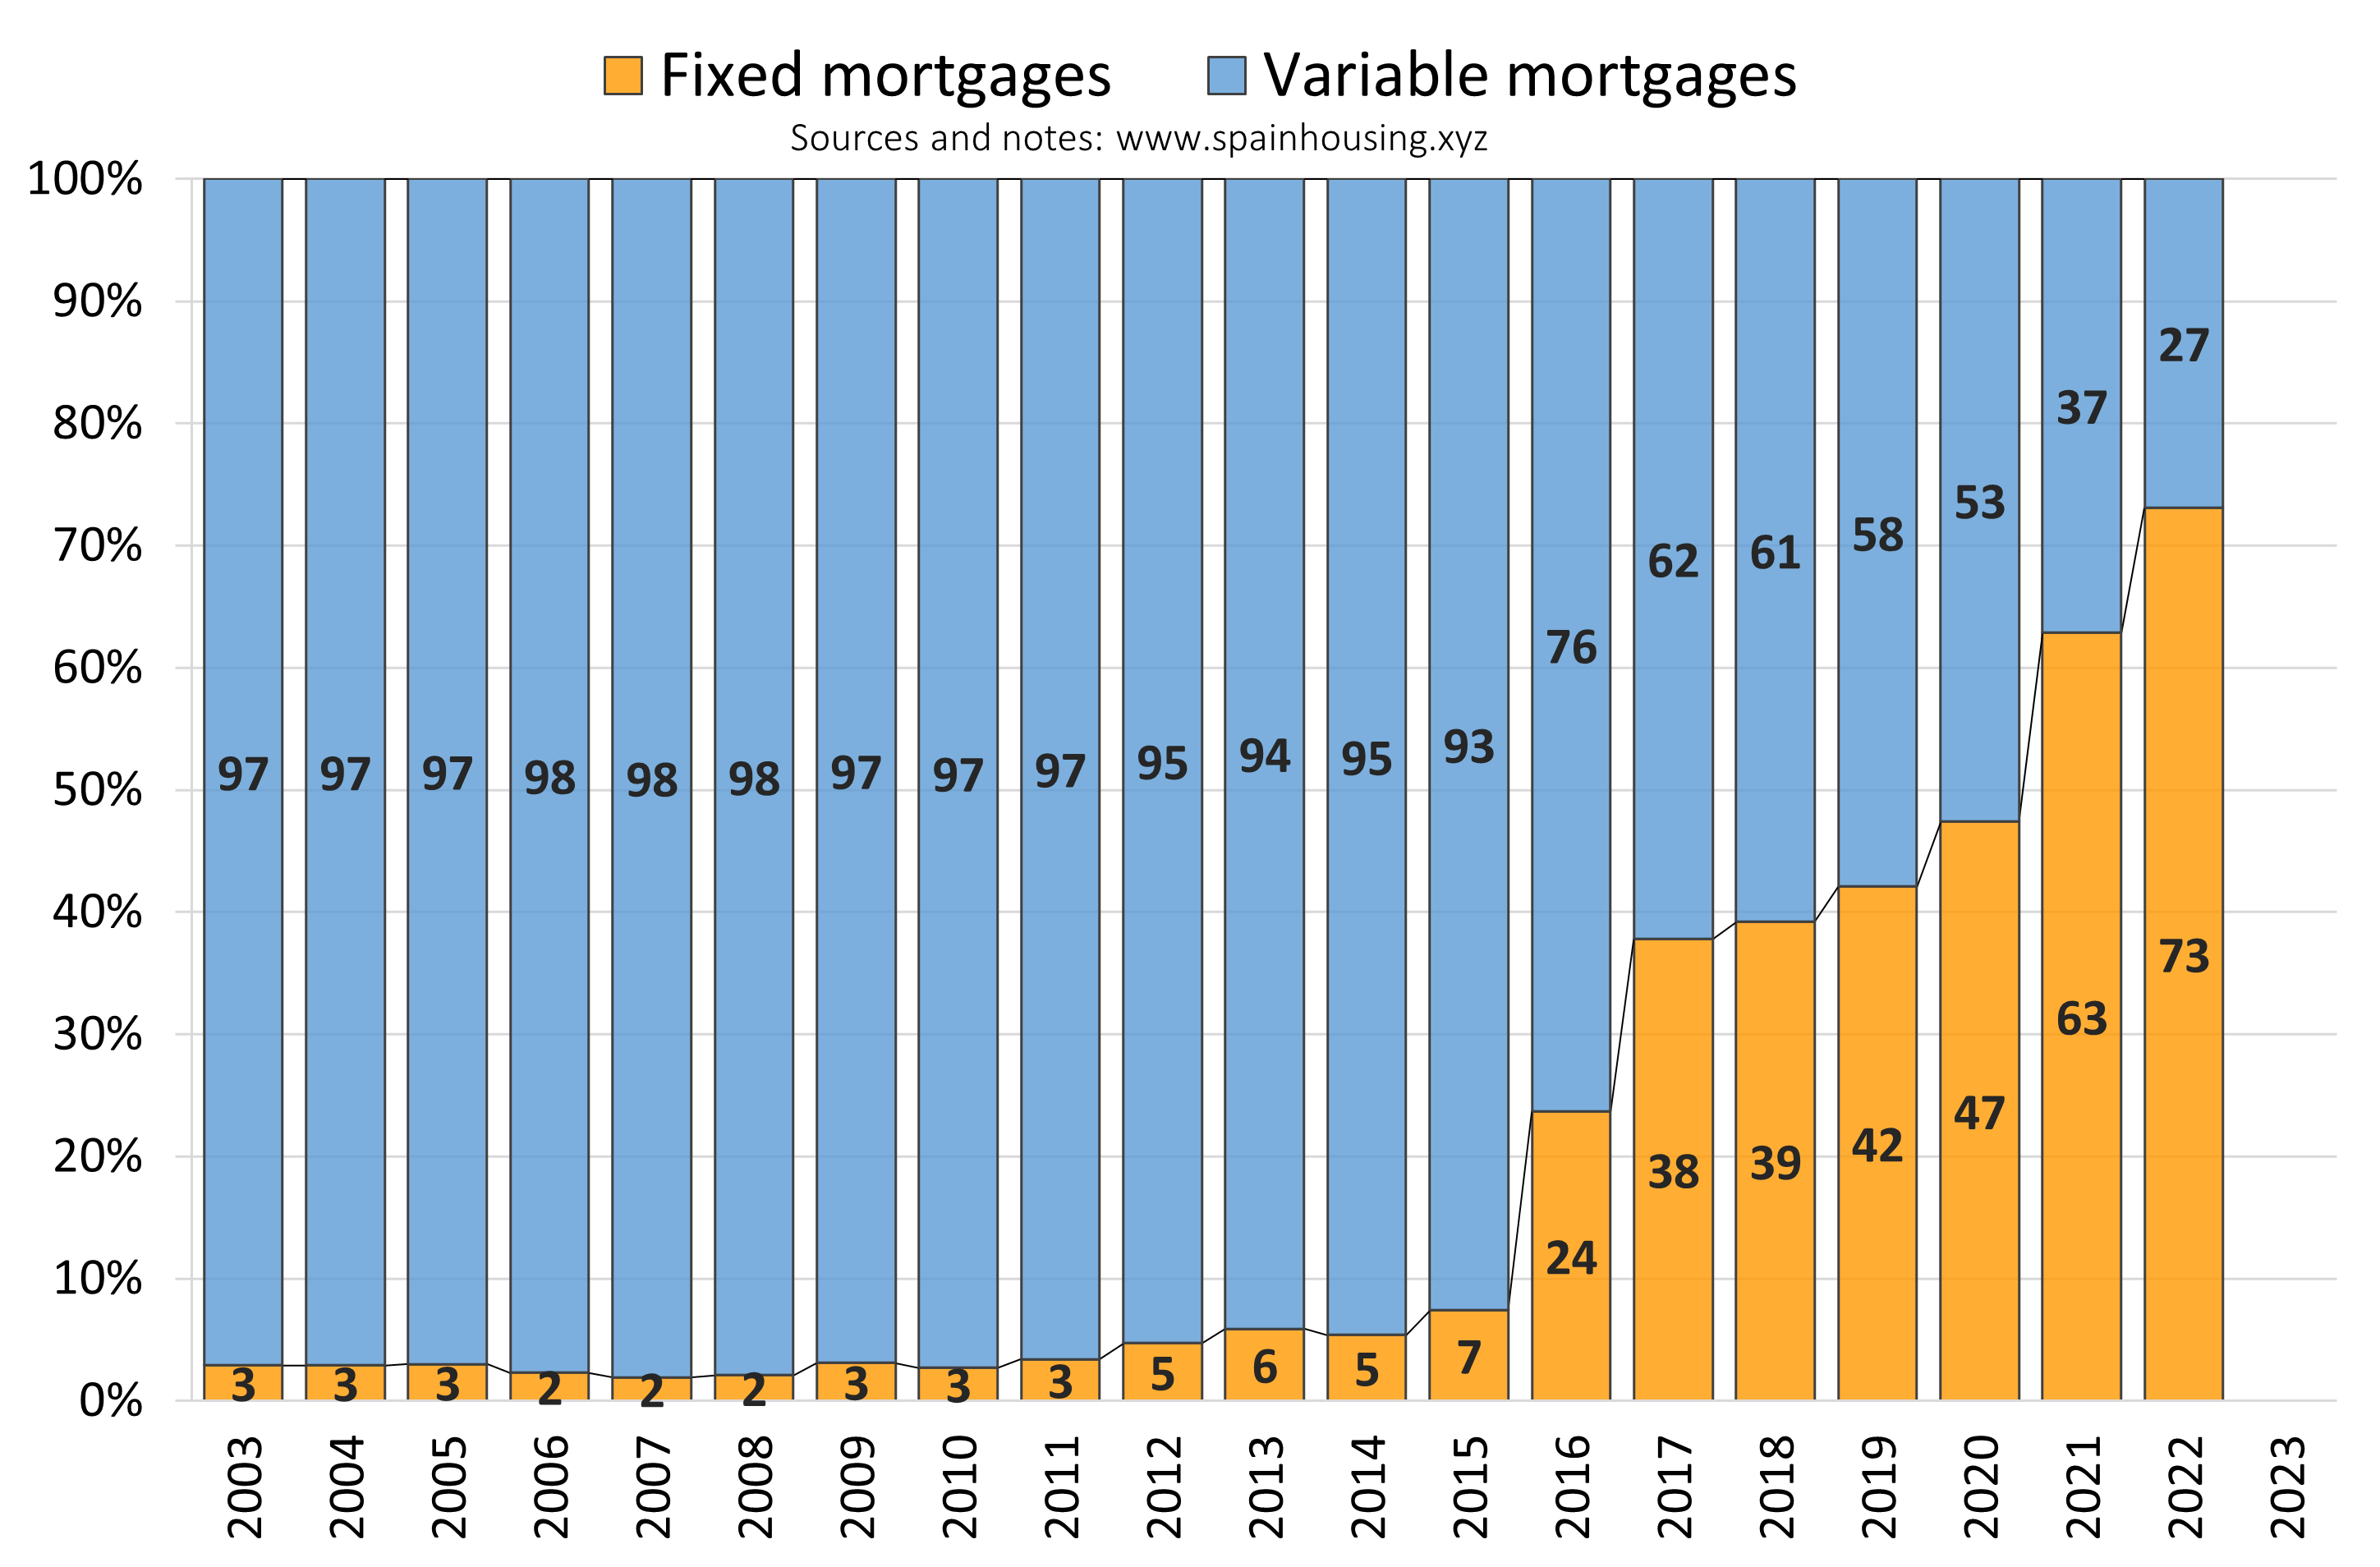 Fixed mortgages Variable mortgages
Sources and notes: www.spainhousing.xyz
100%
90%
80%
70%
60%
50%
40%
30%
20%
10%
0%
97 97 97 98 98 98 97 97 97 95 94 95 93 76 62 61 58 53 37 27
3 3 3 2 2 2 3 3 3 5 6 5 7 24 38 39 42 47 63 73
2003 2004 2005 2006 2007 2008 2009 2010 2011 2012 2013 2014 2015 2016 2017 2018 2019 2020 2021 2022 2023